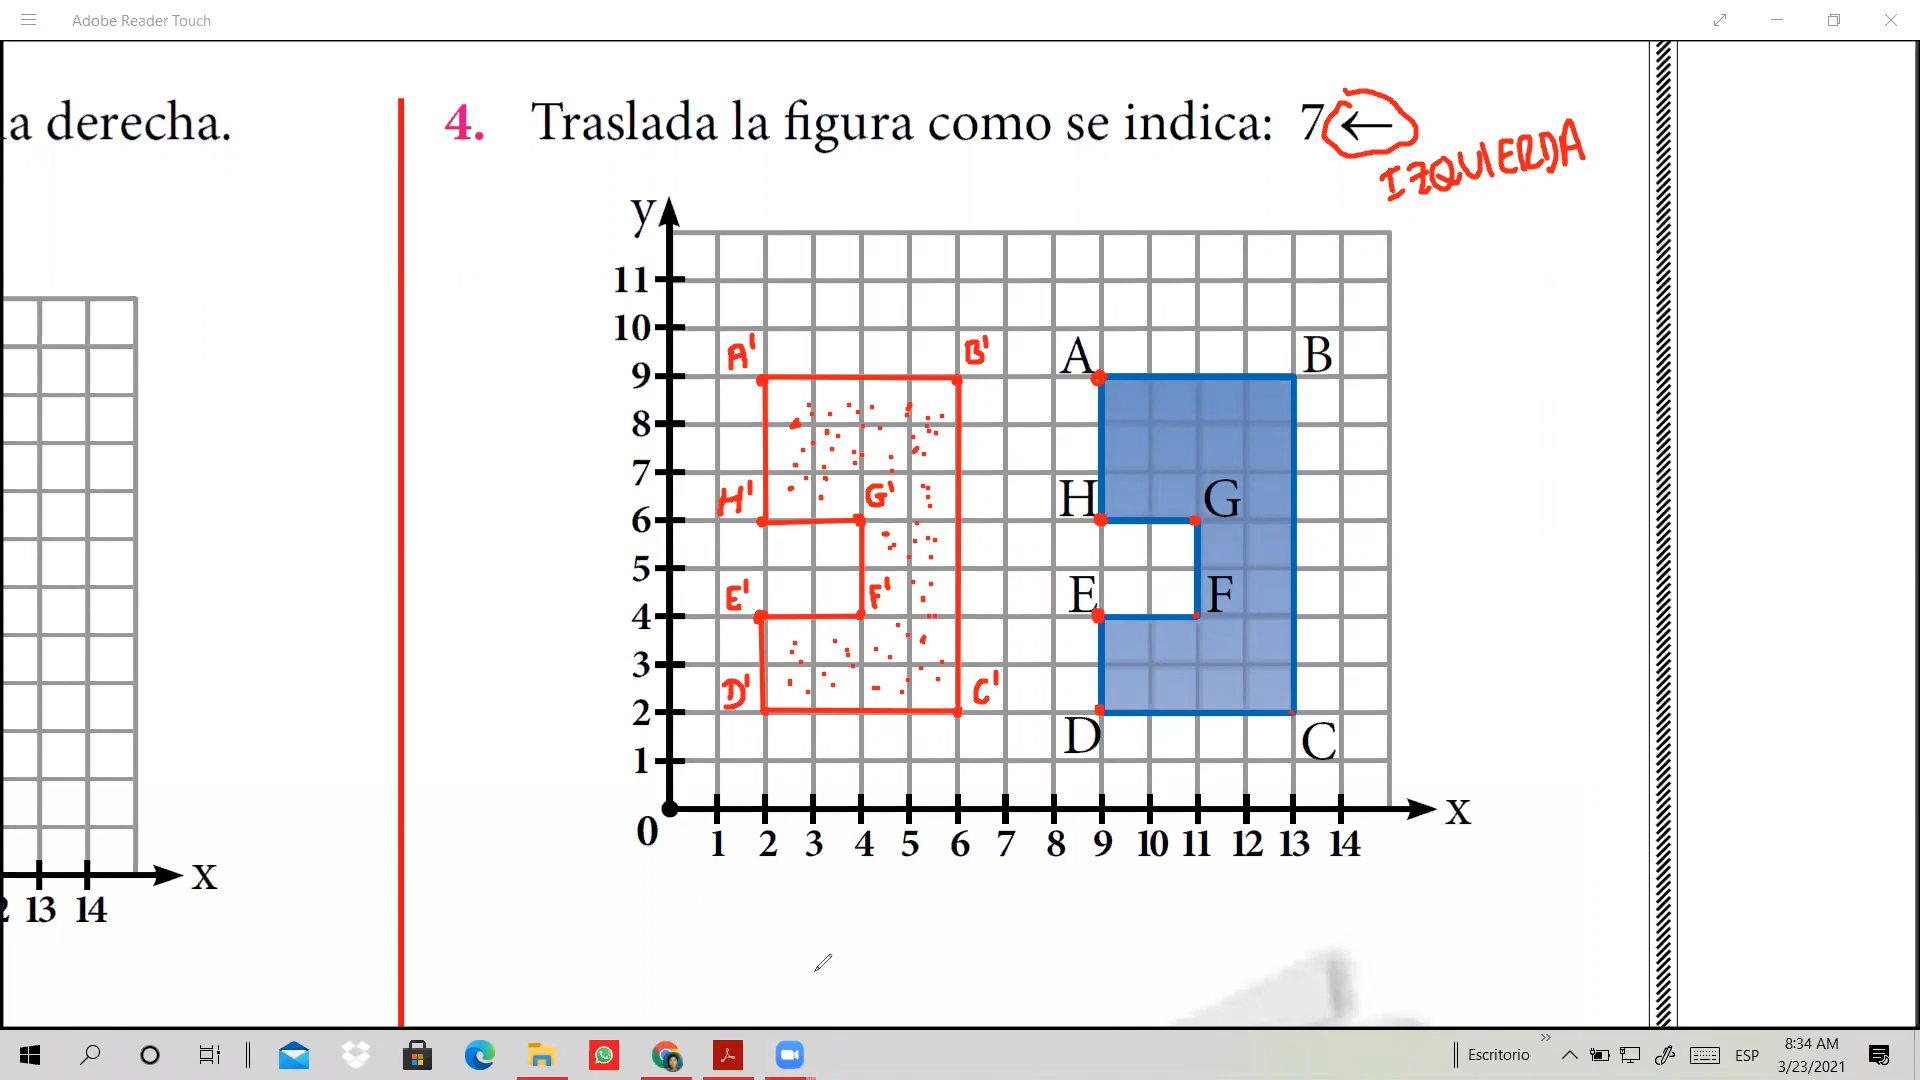 Adobe Reader Touch
la derecha.
4. Traslada la figura como se indica: 7 ←
IZQUIERDA
y
11
10
9
8
7
6
5
4
3
2
1
0
1 2 3 4 5 6 7 8 9 10 11 12 13 14
x
A' B' A B
H' G' H G
E' F' E F
D' C' D C
x
13 14
Escritorio
ESP
8:34 AM
3/23/2021